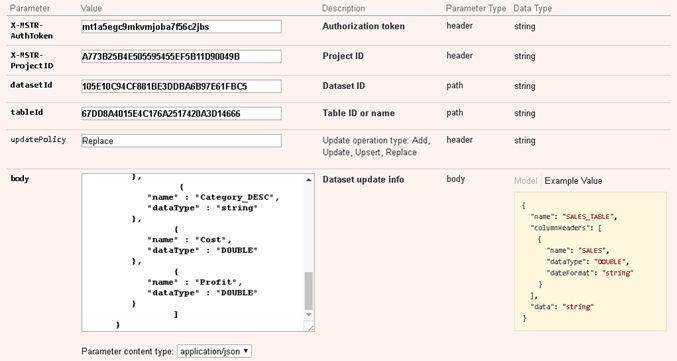 Parameter Value Description Parameter Type Data Type
X-MSTR-AuthToken mt1a5egc9mkvmjoba7f56c2jbs Authorization token header string
X-MSTR-ProjectID A773B25B4E505595455EF5B11D90049B Project ID header string
datasetId 105E10C94CF881BE3DDBA6B97E61FBC5 Dataset ID path string
tableId 67DD8A4015E4C176A2517420A3D14666 Table ID or name path string
updatePolicy Replace Update operation type: Add, Update, Upsert, Replace header string
body Dataset update info body
},
{
"name" : "Category_DESC",
"dataType" : "string"
},
{
"name" : "Cost",
"dataType" : "DOUBLE"
},
{
"name" : "Profit",
"dataType" : "DOUBLE"
}
]
}
Model Example Value
{
"name": "SALES_TABLE",
"columnHeaders": [
{
"name": "SALES",
"dataType": "DOUBLE",
"dateFormat": "string"
}
],
"data": "string"
}
Parameter content type: application/json